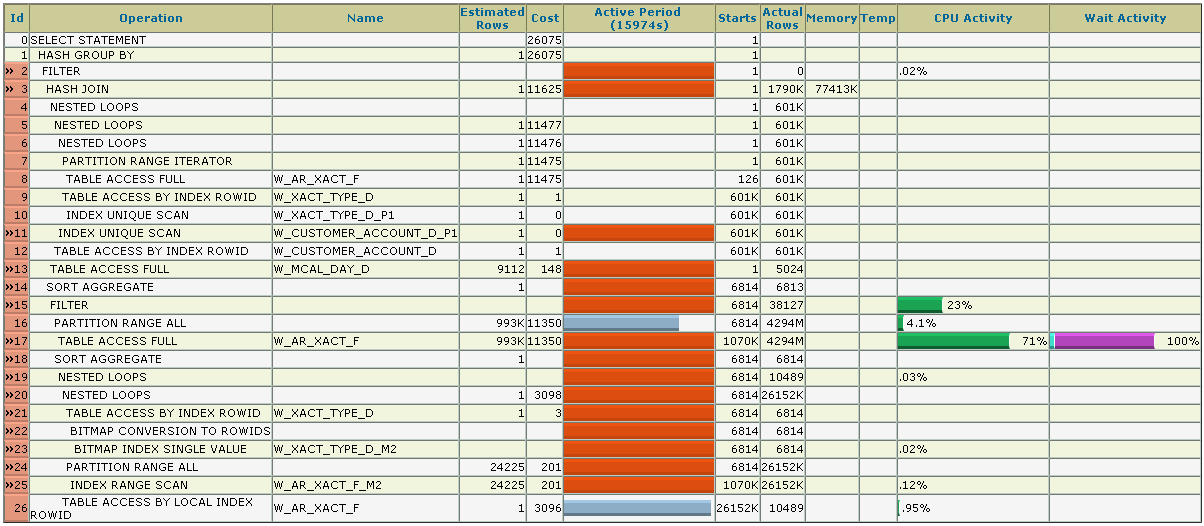 Id Operation Name Estimated Rows Cost Active Period (15974s) Starts Actual Rows Memory Temp CPU Activity Wait Activity
0 SELECT STATEMENT 26075 1
1 HASH GROUP BY 1 26075 1
» 2 FILTER 1 0 .02%
» 3 HASH JOIN 1 11625 1 1790K 77413K
4 NESTED LOOPS 1 601K
5 NESTED LOOPS 1 11477 1 601K
6 NESTED LOOPS 1 11476 1 601K
7 PARTITION RANGE ITERATOR 1 11475 1 601K
8 TABLE ACCESS FULL W_AR_XACT_F 1 11475 126 601K
9 TABLE ACCESS BY INDEX ROWID W_XACT_TYPE_D 1 1 601K 601K
10 INDEX UNIQUE SCAN W_XACT_TYPE_D_P1 1 0 601K 601K
»11 INDEX UNIQUE SCAN W_CUSTOMER_ACCOUNT_D_P1 1 0 601K 601K
12 TABLE ACCESS BY INDEX ROWID W_CUSTOMER_ACCOUNT_D 1 1 601K 601K
»13 TABLE ACCESS FULL W_MCAL_DAY_D 9112 148 1 5024
»14 SORT AGGREGATE 1 6814 6813
»15 FILTER 6814 38127 23%
16 PARTITION RANGE ALL 993K 11350 6814 4294M 4.1%
»17 TABLE ACCESS FULL W_AR_XACT_F 993K 11350 1070K 4294M 71% 100%
»18 SORT AGGREGATE 1 6814 6814
»19 NESTED LOOPS 6814 10489 .03%
»20 NESTED LOOPS 1 3098 6814 26152K
»21 TABLE ACCESS BY INDEX ROWID W_XACT_TYPE_D 1 3 6814 6814
»22 BITMAP CONVERSION TO ROWIDS 6814 6814
»23 BITMAP INDEX SINGLE VALUE W_XACT_TYPE_D_M2 6814 6814 .02%
»24 PARTITION RANGE ALL 24225 201 6814 26152K
»25 INDEX RANGE SCAN W_AR_XACT_F_M2 24225 201 1070K 26152K .12%
26 TABLE ACCESS BY LOCAL INDEX ROWID W_AR_XACT_F 1 3096 26152K 10489 .95%